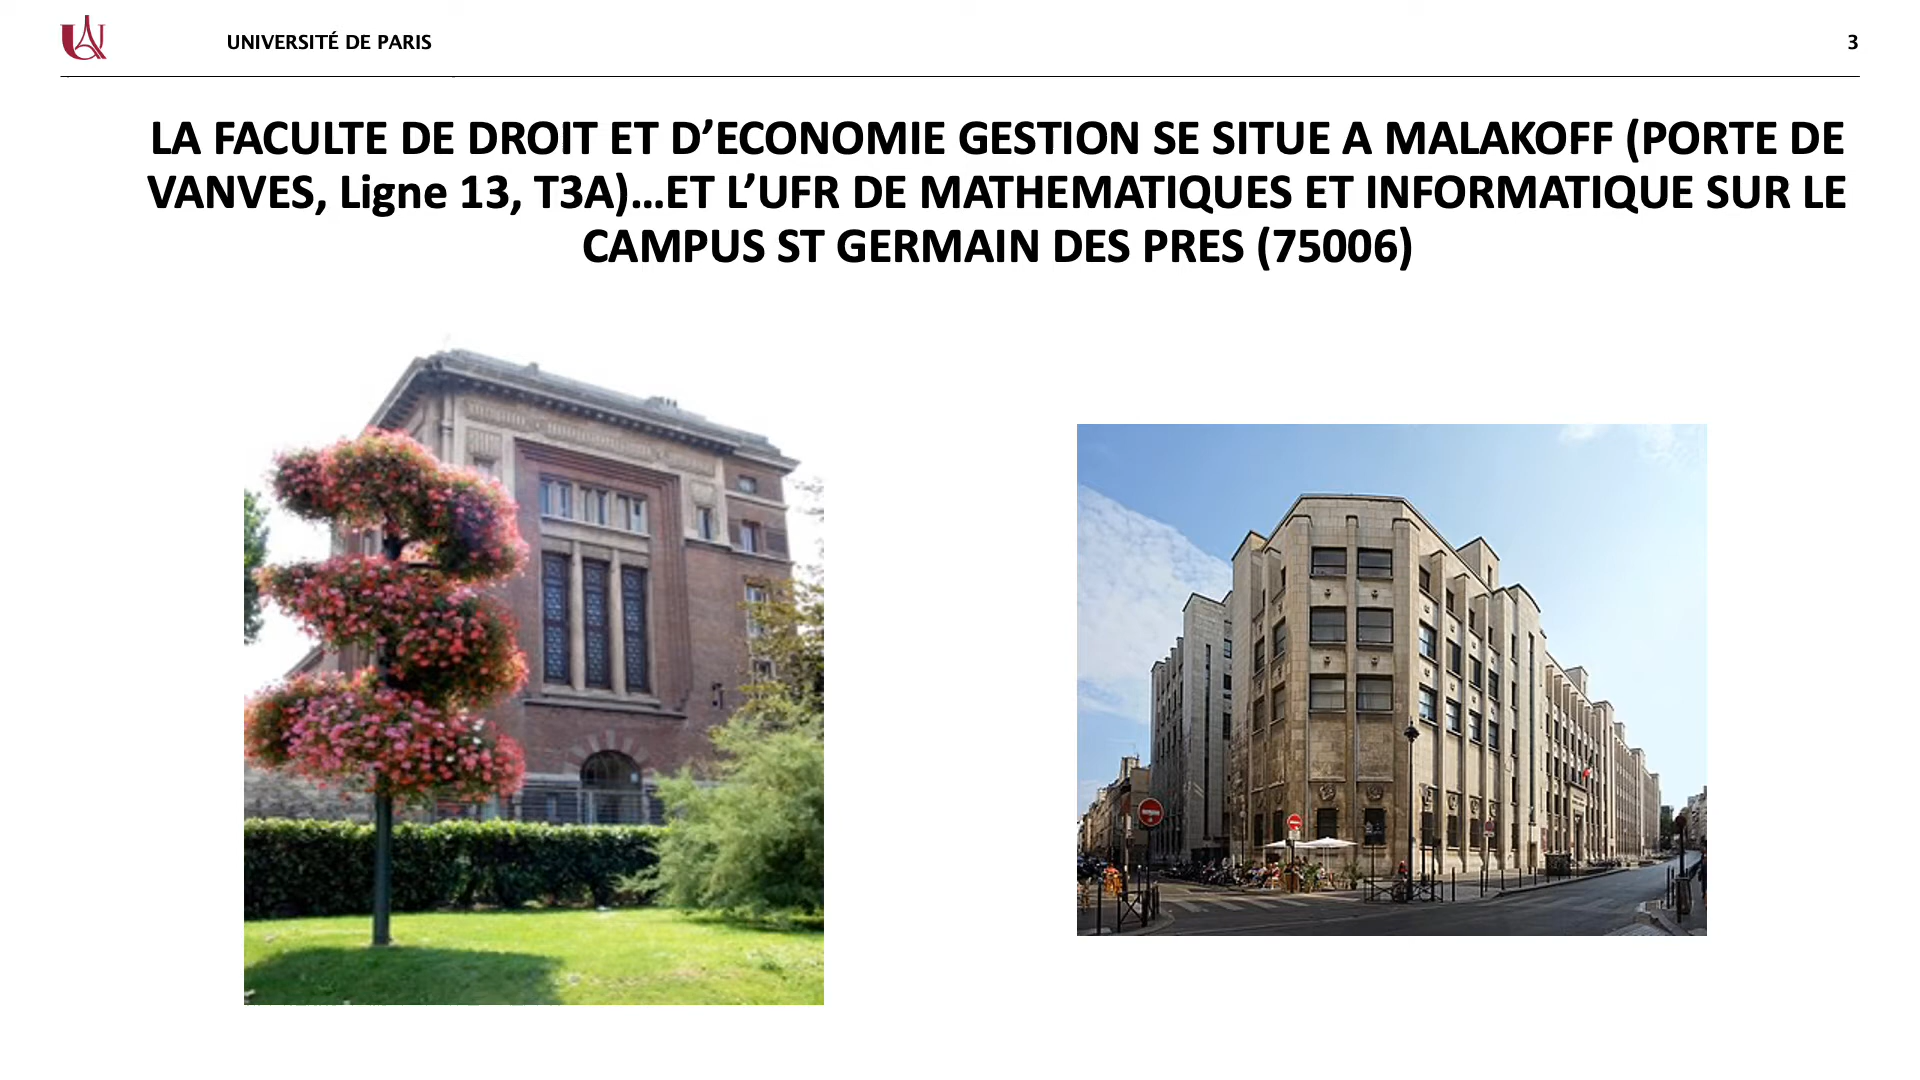 UNIVERSITÉ DE PARIS
3
LA FACULTE DE DROIT ET D’ECONOMIE GESTION SE SITUE A MALAKOFF (PORTE DE
VANVES, Ligne 13, T3A)…ET L’UFR DE MATHEMATIQUES ET INFORMATIQUE SUR LE
CAMPUS ST GERMAIN DES PRES (75006)